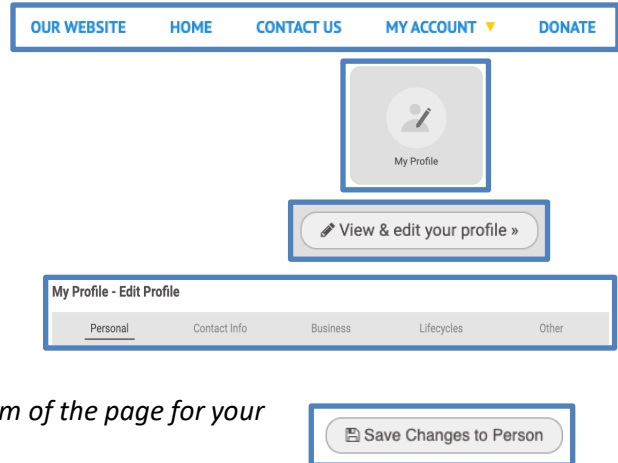 OUR WEBSITE HOME CONTACT US MY ACCOUNT ▼ DONATE
My Profile
View & edit your profile »
My Profile - Edit Profile
Personal Contact Info Business Lifecycles Other
of the page for your
Save Changes to Person